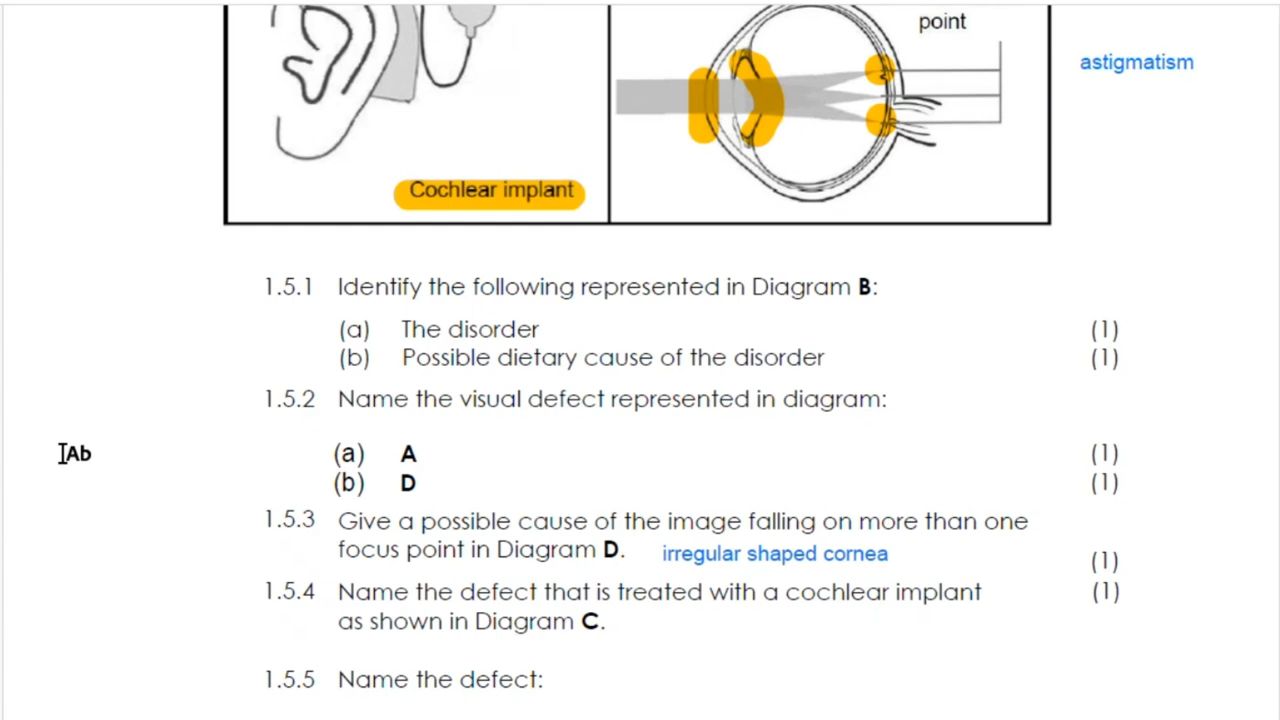 point
astigmatism
Cochlear implant
1.5.1 Identify the following represented in Diagram B:
(a) The disorder (1)
(b) Possible dietary cause of the disorder (1)
1.5.2 Name the visual defect represented in diagram:
Ab (a) A (1)
(b) D (1)
1.5.3 Give a possible cause of the image falling on more than one
focus point in Diagram D. irregular shaped cornea (1)
1.5.4 Name the defect that is treated with a cochlear implant (1)
as shown in Diagram C.
1.5.5 Name the defect: